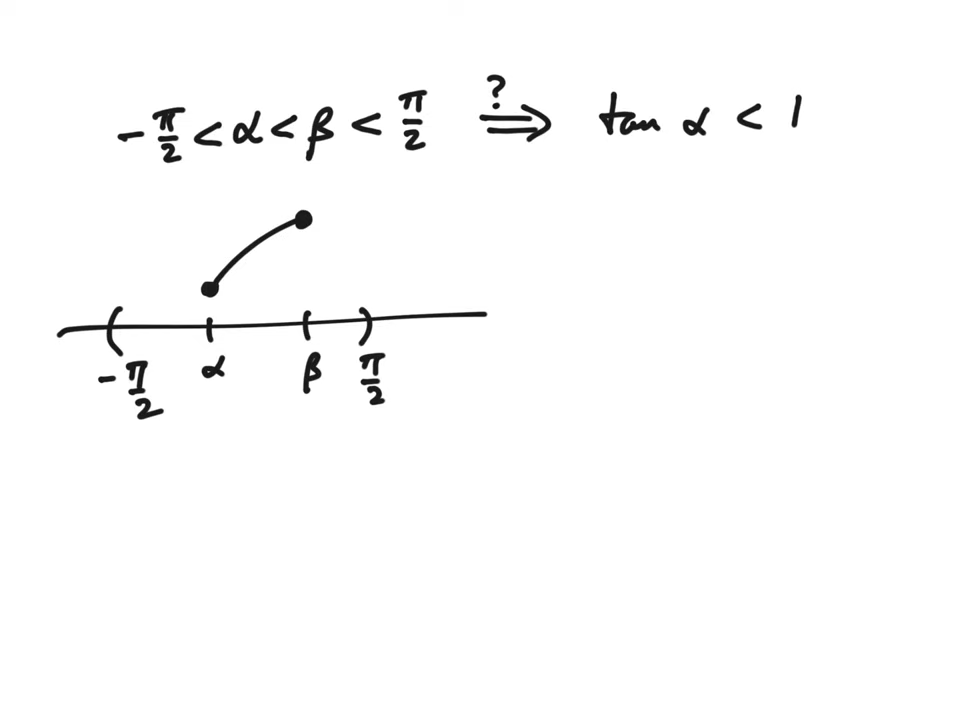 -π/2 < α < β < π/2 ?⟹ tan α < 1
-π/2 α β π/2